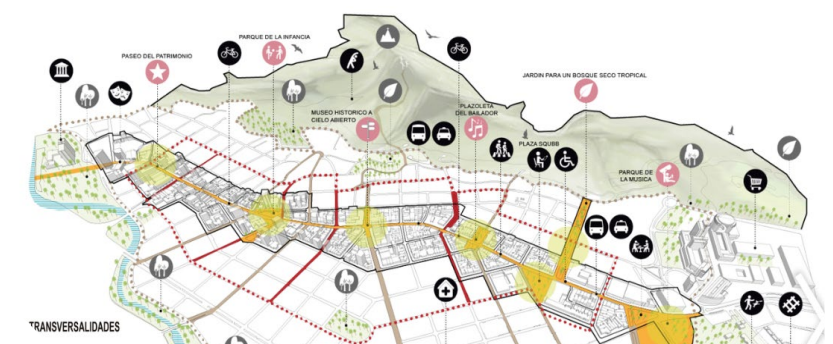 PARQUE DE LA INFANCIA
PASEO DEL PATRIMONIO
JARDIN PARA UN BOSQUE SECO TROPICAL
MUSEO HISTORICO A
CIELO ABIERTO
PLAZOLETA
DEL BAILADOR
PLAZA SQUBB
PARQUE DE
LA MUSICA
TRANSVERSALIDADES